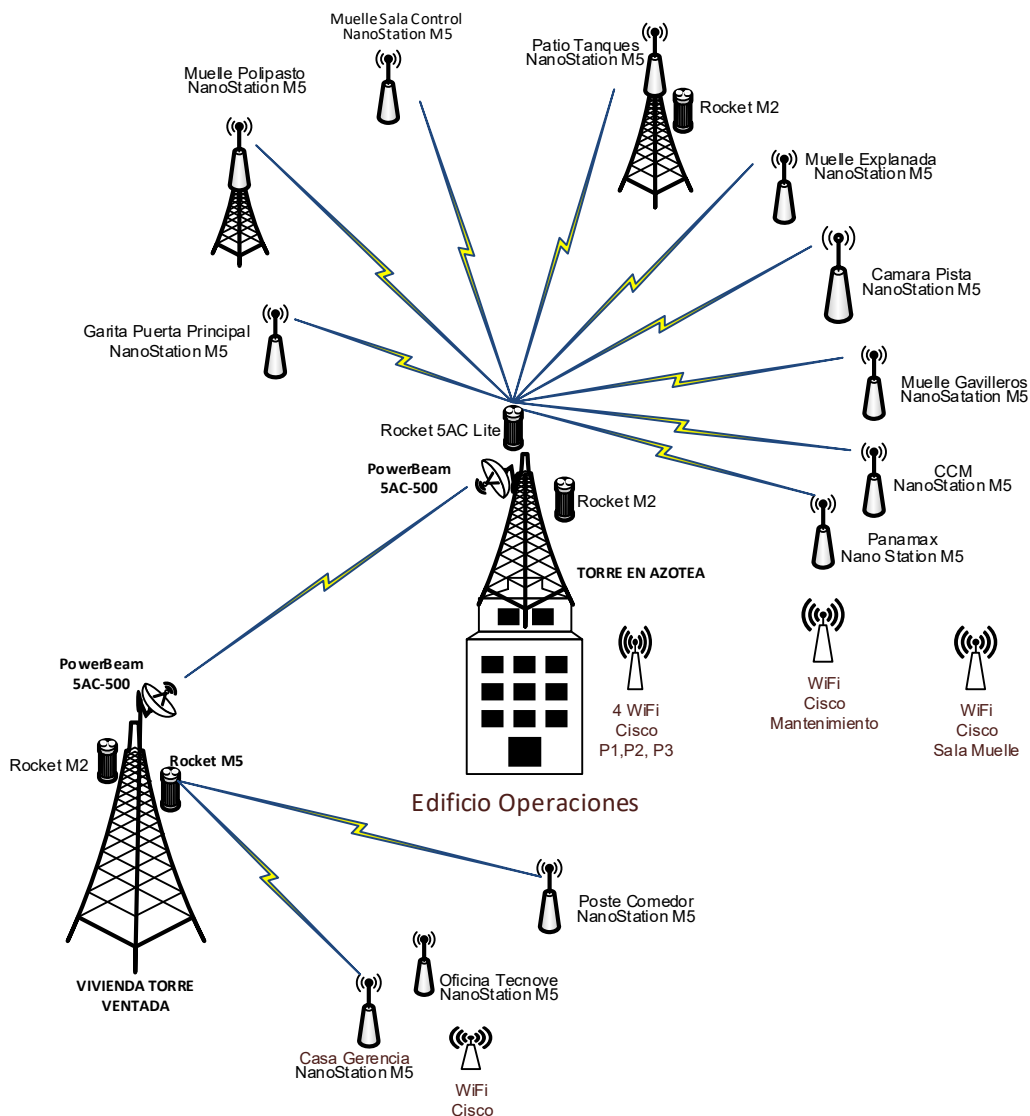 Muelle Sala Control
NanoStation M5
Patio Tanques
NanoStation M5
Muelle Polipasto
NanoStation M5
Rocket M2
Muelle Explanada
NanoStation M5
Camara Pista
NanoStation M5
Garita Puerta Principal
NanoStation M5
Muelle Gavilleros
NanoSatation M5
Rocket 5AC Lite
PowerBeam
5AC-500
CCM
NanoStation M5
Rocket M2
Panamax
Nano Station M5
TORRE EN AZOTEA
PowerBeam
5AC-500
4 WiFi
Cisco
P1,P2, P3
WiFi
Cisco
Mantenimiento
WiFi
Cisco
Sala Muelle
Rocket M2
Rocket M5
Edificio Operaciones
Poste Comedor
NanoStation M5
VIVIENDA TORRE
VENTADA
Oficina Tecnove
NanoStation M5
Casa Gerencia
NanoStation M5
WiFi
Cisco